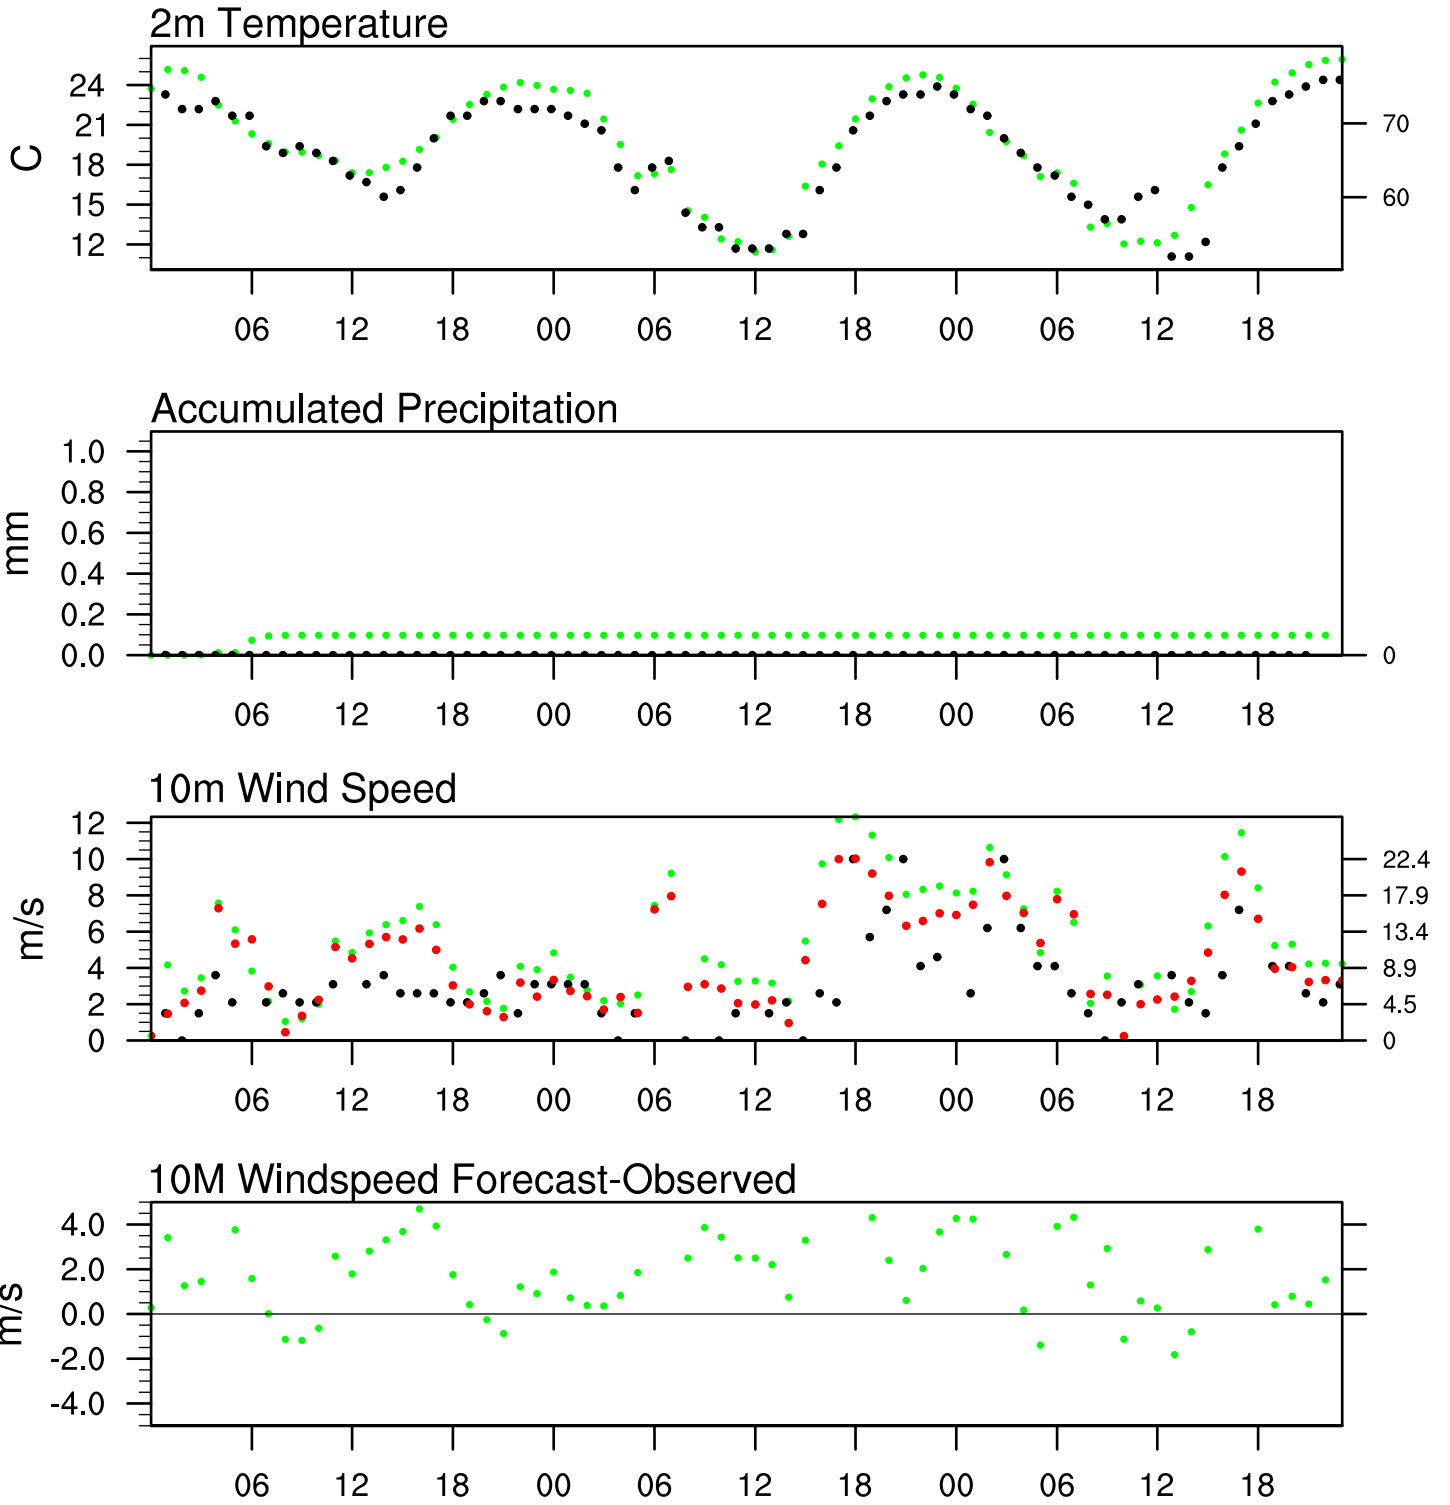 2m Temperature
C
24
21
18
15
12
70
60
06 12 18 00 06 12 18 00 06 12 18
Accumulated Precipitation
mm
1.0
0.8
0.6
0.4
0.2
0.0
0
06 12 18 00 06 12 18 00 06 12 18
10m Wind Speed
m/s
12
10
8
6
4
2
0
22.4
17.9
13.4
8.9
4.5
0
06 12 18 00 06 12 18 00 06 12 18
10M Windspeed Forecast-Observed
m/s
4.0
2.0
0.0
-2.0
-4.0
06 12 18 00 06 12 18 00 06 12 18